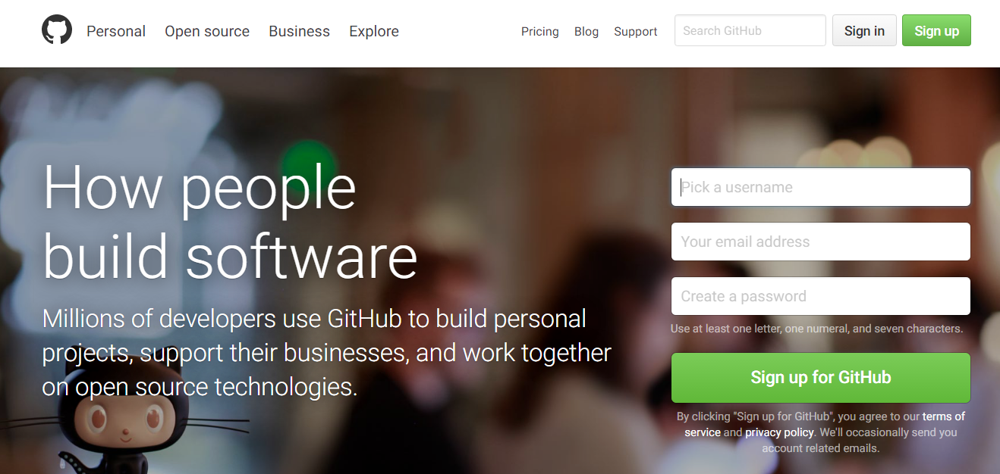 Personal Open source Business Explore Pricing Blog Support Search GitHub Sign in Sign up
How people
build software
Millions of developers use GitHub to build personal
projects, support their businesses, and work together
on open source technologies.
Pick a username
Your email address
Create a password
Use at least one letter, one numeral, and seven characters.
Sign up for GitHub
By clicking "Sign up for GitHub", you agree to our terms of
service and privacy policy. We'll occasionally send you
account related emails.